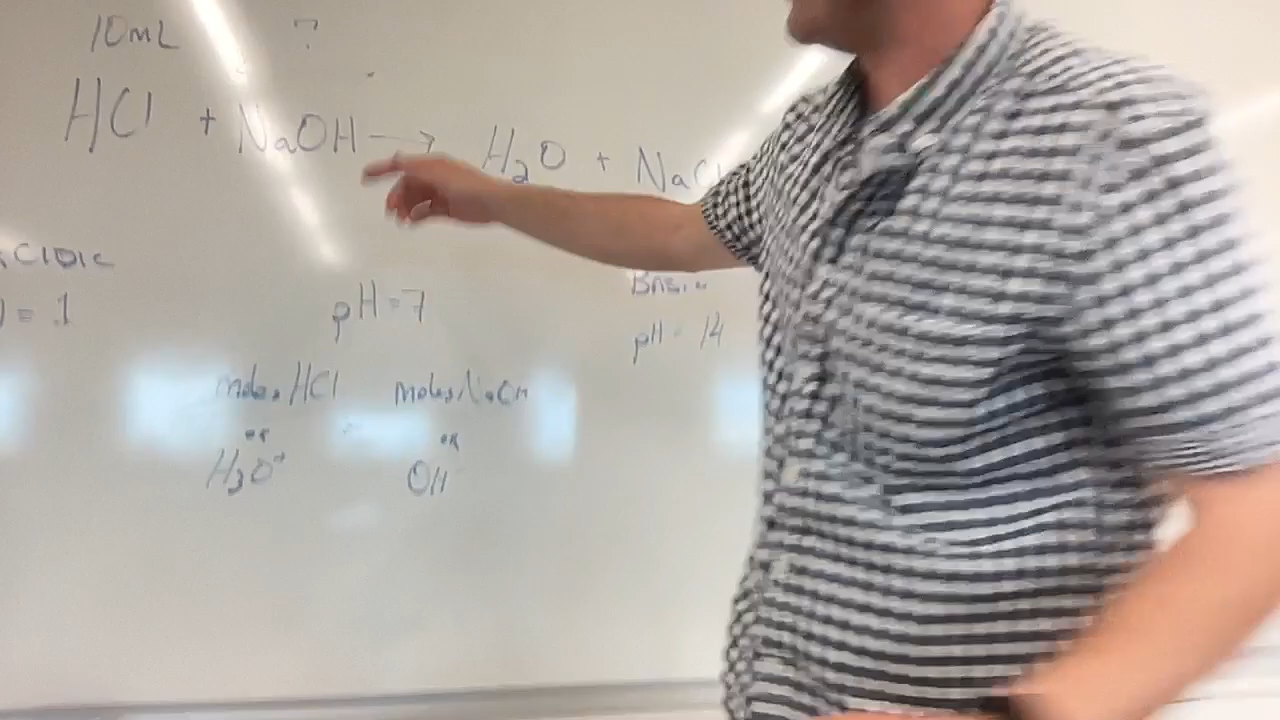 10mL ?
HCl + NaOH → H₂O + NaCl
ACIDIC BASIC
= 1 pH = 7 pH = 14
moles HCl moles NaOH
or or
H₃O⁺ OH